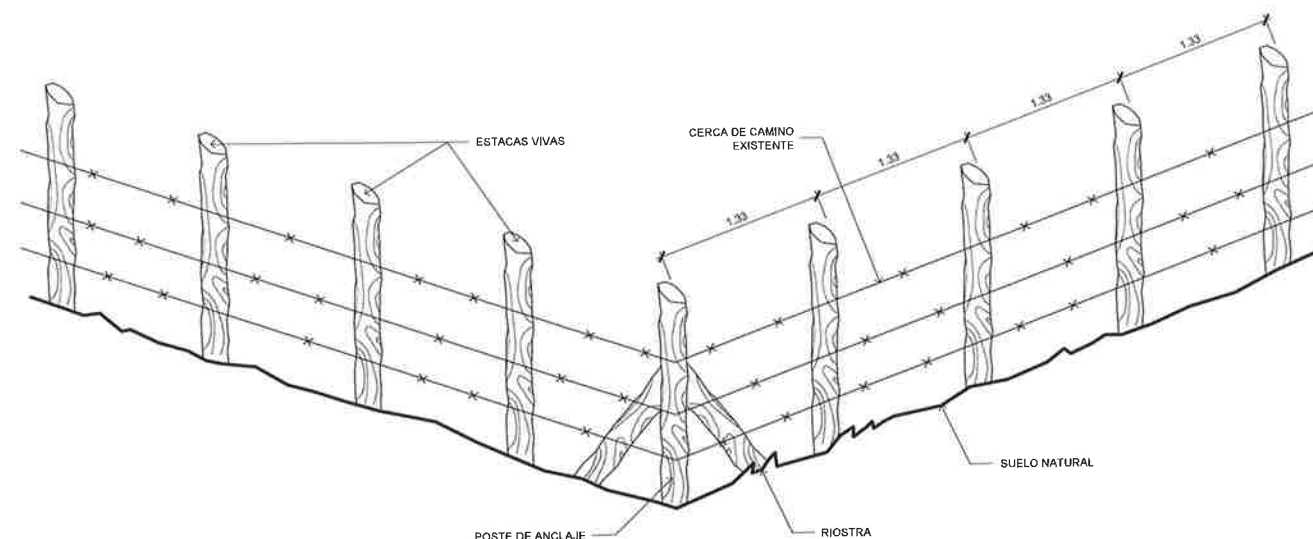 1.33
1.33
1.33
1.33
ESTACAS VIVAS
CERCA DE CAMINO
EXISTENTE
SUELO NATURAL
POSTE DE ANCLAJE
RIOSTRA